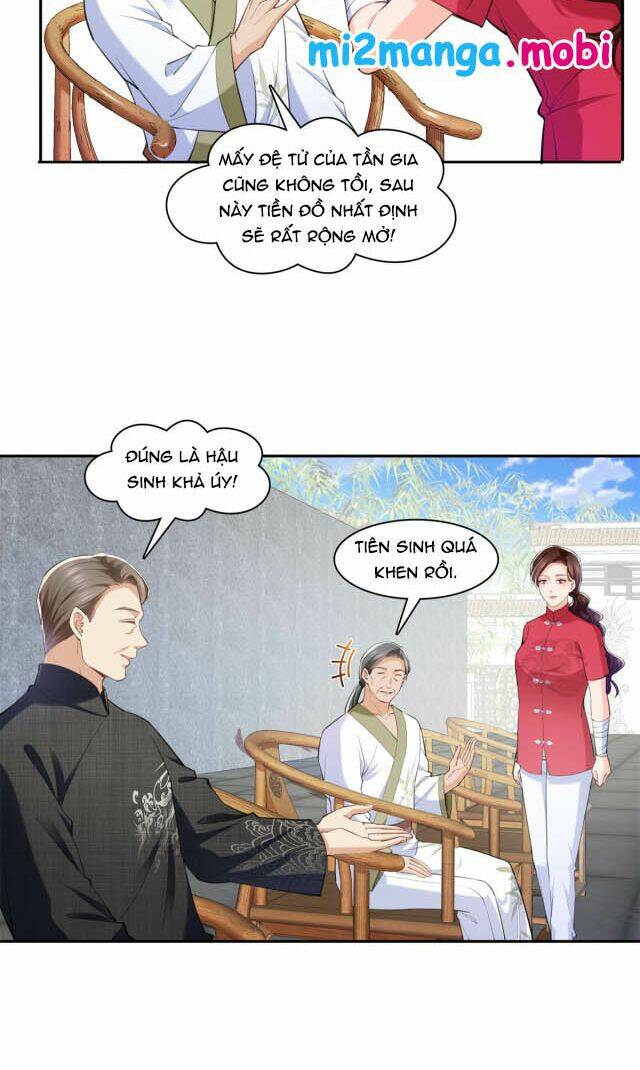 mi2manga.mobi
MẤY ĐỆ TỬ CỦA TẦN GIA
CŨNG KHÔNG TỒI, SAU
NÀY TIỀN ĐỒ NHẤT ĐỊNH
SẼ RẤT RỘNG MỞ!
ĐÚNG LÀ HẬU
SINH KHẢ ÚY!
TIÊN SINH QUÁ
KHEN RỒI.